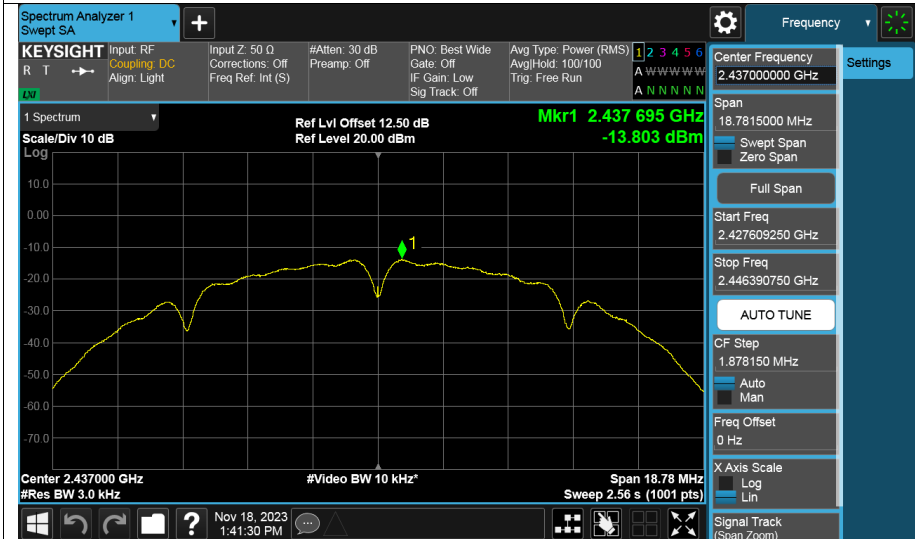 Spectrum Analyzer 1
Swept SA
+
Frequency
KEYSIGHT
R T
LXI
Input: RF
Coupling: DC
Align: Light
Input Z: 50 Ω
Corrections: Off
Freq Ref: Int (S)
#Atten: 30 dB
Preamp: Off
PNO: Best Wide
Gate: Off
IF Gain: Low
Sig Track: Off
Avg Type: Power (RMS)
Avg|Hold: 100/100
Trig: Free Run
1 2 3 4 5 6
A W W W W W
A N N N N N
1 Spectrum
Scale/Div 10 dB
Log
Ref Lvl Offset 12.50 dB
Ref Level 20.00 dBm
Mkr1 2.437 695 GHz
-13.803 dBm
10.0
0.00
-10.0
-20.0
-30.0
-40.0
-50.0
-60.0
-70.0
1
Center 2.437000 GHz
#Res BW 3.0 kHz
#Video BW 10 kHz*
Span 18.78 MHz
Sweep 2.56 s (1001 pts)
?
Nov 18, 2023
1:41:30 PM
Center Frequency
2.437000000 GHz
Settings
Span
18.7815000 MHz
Swept Span
Zero Span
Full Span
Start Freq
2.427609250 GHz
Stop Freq
2.446390750 GHz
AUTO TUNE
CF Step
1.878150 MHz
Auto
Man
Freq Offset
0 Hz
X Axis Scale
Log
Lin
Signal Track
(Span Zoom)